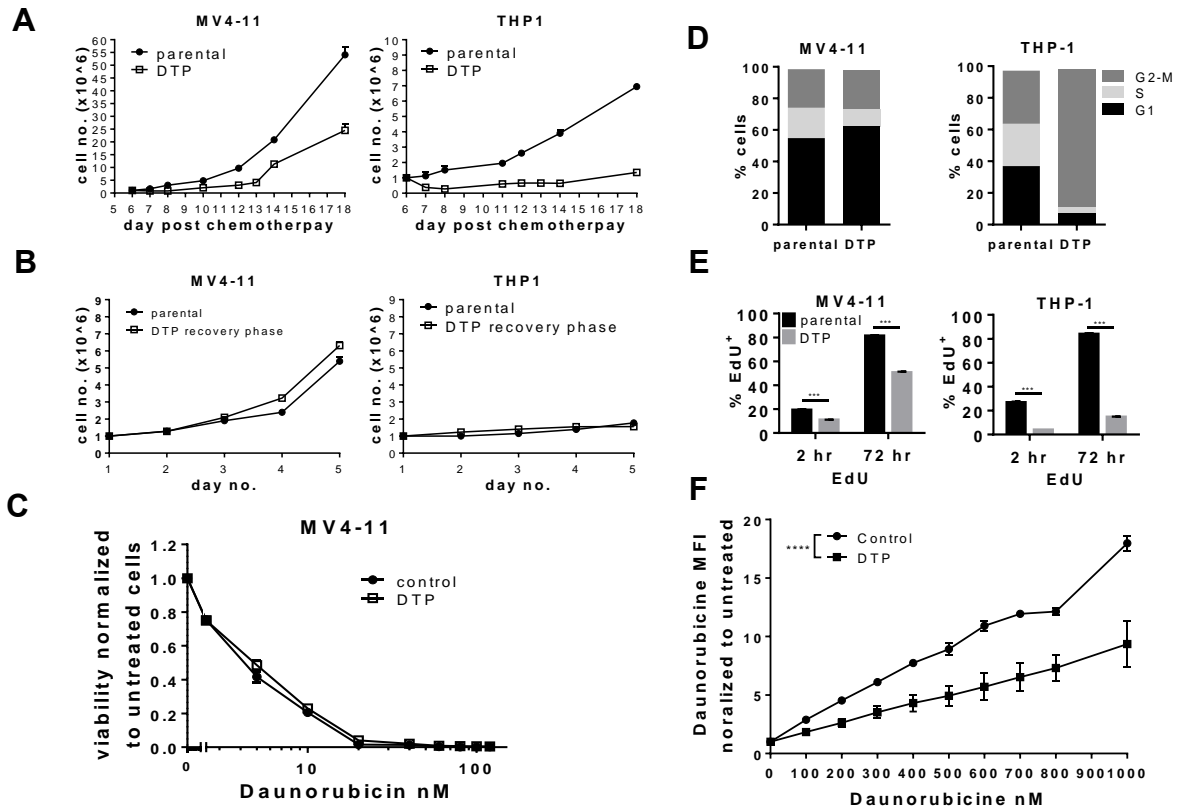 A
MV4-11
cell no. (x10^6)
60
55
50
45
40
35
30
25
20
15
10
5
0
parental
DTP
5 6 7 8 9 10 11 12 13 14 15 16 17 18
day post chemotherpay
THP1
cell no. (x10^6)
10
9
8
7
6
5
4
3
2
1
0
parental
DTP
6 7 8 9 10 11 12 13 14 15 16 17 18
day post chemotherpay
B
MV4-11
cell no. (x10^6)
9
8
7
6
5
4
3
2
1
0
parental
DTP recovery phase
1 2 3 4 5
day no.
THP1
cell no. (x10^6)
9
8
7
6
5
4
3
2
1
0
parental
DTP recovery phase
1 2 3 4 5
day no.
C
MV4-11
viability normalized
to untreated cells
1.2
1.0
0.8
0.6
0.4
0.2
0.0
control
DTP
0 10 100
Daunorubicin nM
D
MV4-11
% cells
100
80
60
40
20
0
parental DTP
THP-1
% cells
100
80
60
40
20
0
parental DTP
G2-M
S
G1
E
MV4-11
% EdU+
100
80
60
40
20
0
parental
DTP
***
***
2 hr 72 hr
EdU
THP-1
% EdU+
100
80
60
40
20
0
***
***
2 hr 72 hr
EdU
F
Daunorubicine MFI
noralized to untreated
20
15
10
5
0
**** Control
DTP
0 100 200 300 400 500 600 700 800 900 1000
Daunorubicine nM